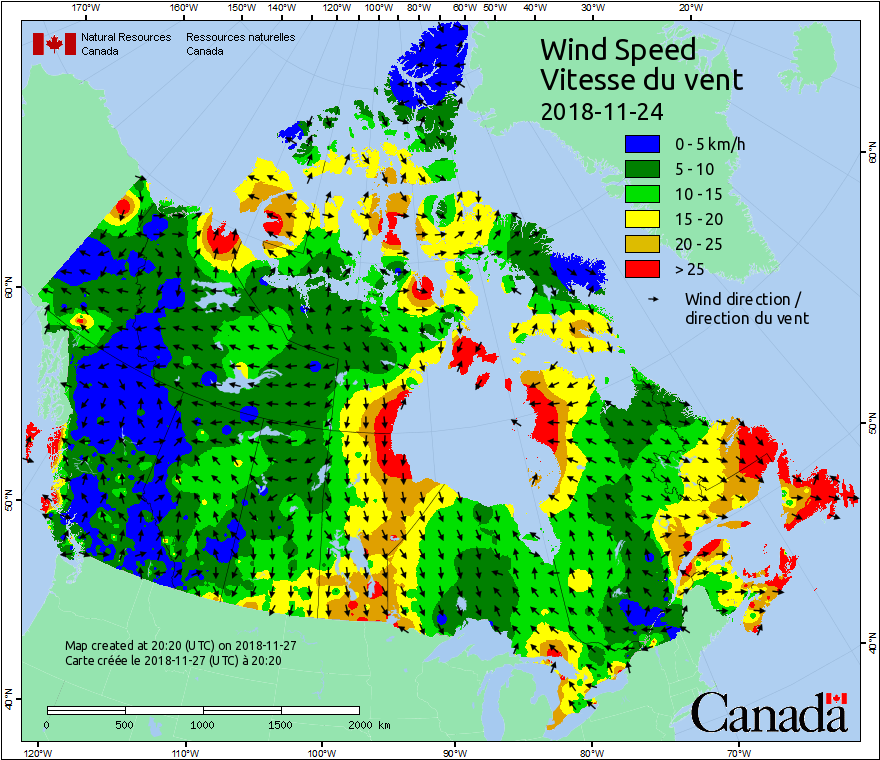 170°W 160°W 150°W 140°W 120°W 100°W 80°W 60°W 50°W 40°W 30°W 20°W
Natural Resources Ressources naturelles
Canada Canada
Wind Speed
Vitesse du vent
2018-11-24
0 - 5 km/h
5 - 10
10 - 15
15 - 20
20 - 25
> 25
Wind direction /
direction du vent
60°N
60°N
50°N
50°N
40°N
40°N
Map created at 20:20 (UTC) on 2018-11-27
Carte créée le 2018-11-27 (UTC) à 20:20
0 500 1000 1500 2000 km
Canada
120°W 110°W 100°W 90°W 80°W 70°W